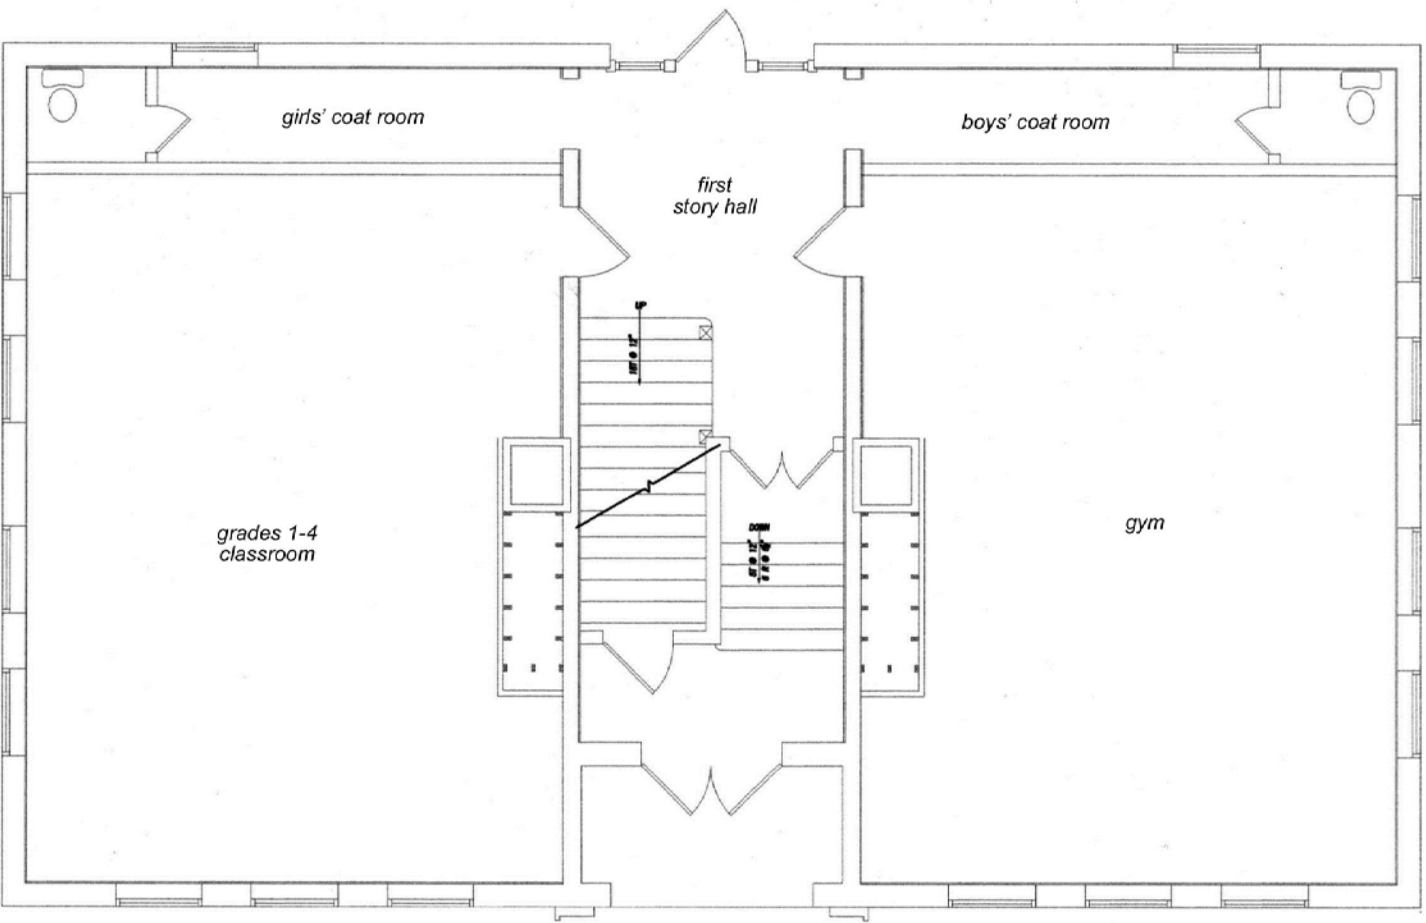 girls' coat room
boys' coat room
first
story hall
UP
grades 1-4
classroom
gym
DOWN